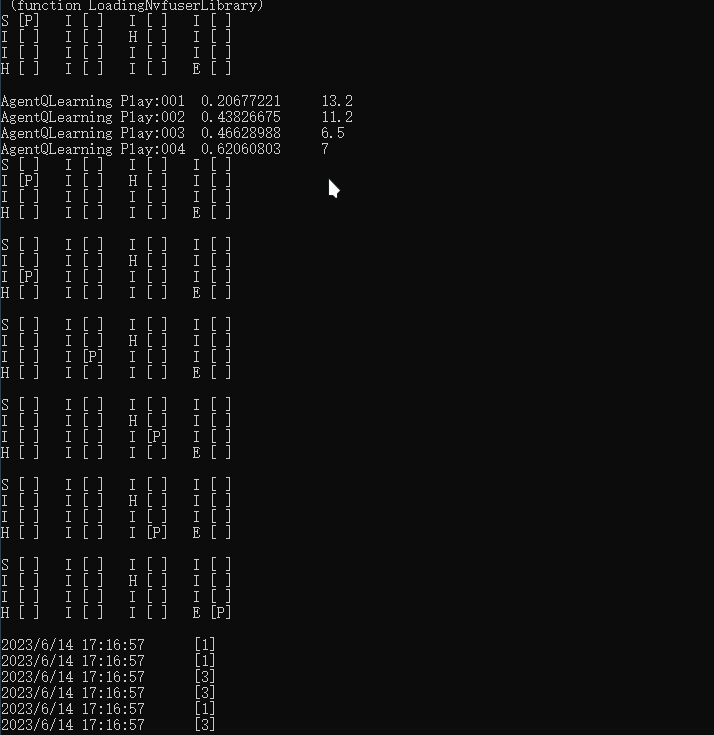 (function LoadingNvfuserLibrary)
S [P]   I [ ]   I [ ]   I [ ]
I [ ]   I [ ]   H [ ]   I [ ]
I [ ]   I [ ]   I [ ]   I [ ]
H [ ]   I [ ]   I [ ]   E [ ]
AgentQLearning Play:001  0.20677221     13.2
AgentQLearning Play:002  0.43826675     11.2
AgentQLearning Play:003  0.46628988     6.5
AgentQLearning Play:004  0.62060803     7
S [ ]   I [ ]   I [ ]   I [ ]
I [P]   I [ ]   H [ ]   I [ ]
I [ ]   I [ ]   I [ ]   I [ ]
H [ ]   I [ ]   I [ ]   E [ ]
S [ ]   I [ ]   I [ ]   I [ ]
I [ ]   I [ ]   H [ ]   I [ ]
I [P]   I [ ]   I [ ]   I [ ]
H [ ]   I [ ]   I [ ]   E [ ]
S [ ]   I [ ]   I [ ]   I [ ]
I [ ]   I [ ]   H [ ]   I [ ]
I [ ]   I [P]   I [ ]   I [ ]
H [ ]   I [ ]   I [ ]   E [ ]
S [ ]   I [ ]   I [ ]   I [ ]
I [ ]   I [ ]   H [ ]   I [ ]
I [ ]   I [ ]   I [P]   I [ ]
H [ ]   I [ ]   I [ ]   E [ ]
S [ ]   I [ ]   I [ ]   I [ ]
I [ ]   I [ ]   H [ ]   I [ ]
I [ ]   I [ ]   I [ ]   I [ ]
H [ ]   I [ ]   I [P]   E [ ]
S [ ]   I [ ]   I [ ]   I [ ]
I [ ]   I [ ]   H [ ]   I [ ]
I [ ]   I [ ]   I [ ]   I [ ]
H [ ]   I [ ]   I [ ]   E [P]
2023/6/14 17:16:57      [1]
2023/6/14 17:16:57      [1]
2023/6/14 17:16:57      [3]
2023/6/14 17:16:57      [3]
2023/6/14 17:16:57      [1]
2023/6/14 17:16:57      [3]